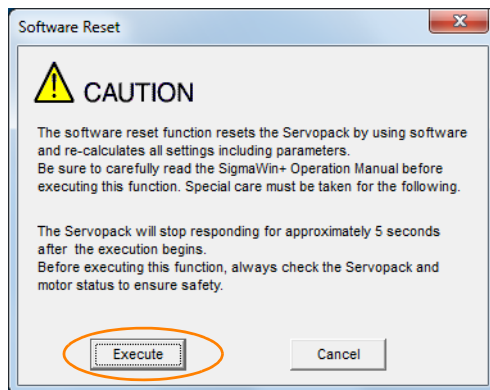 Software Reset
CAUTION
The software reset function resets the Servopack by using software
and re-calculates all settings including parameters.
Be sure to carefully read the SigmaWin+ Operation Manual before
executing this function. Special care must be taken for the following.
The Servopack will stop responding for approximately 5 seconds
after the execution begins.
Before executing this function, always check the Servopack and
motor status to ensure safety.
Execute
Cancel